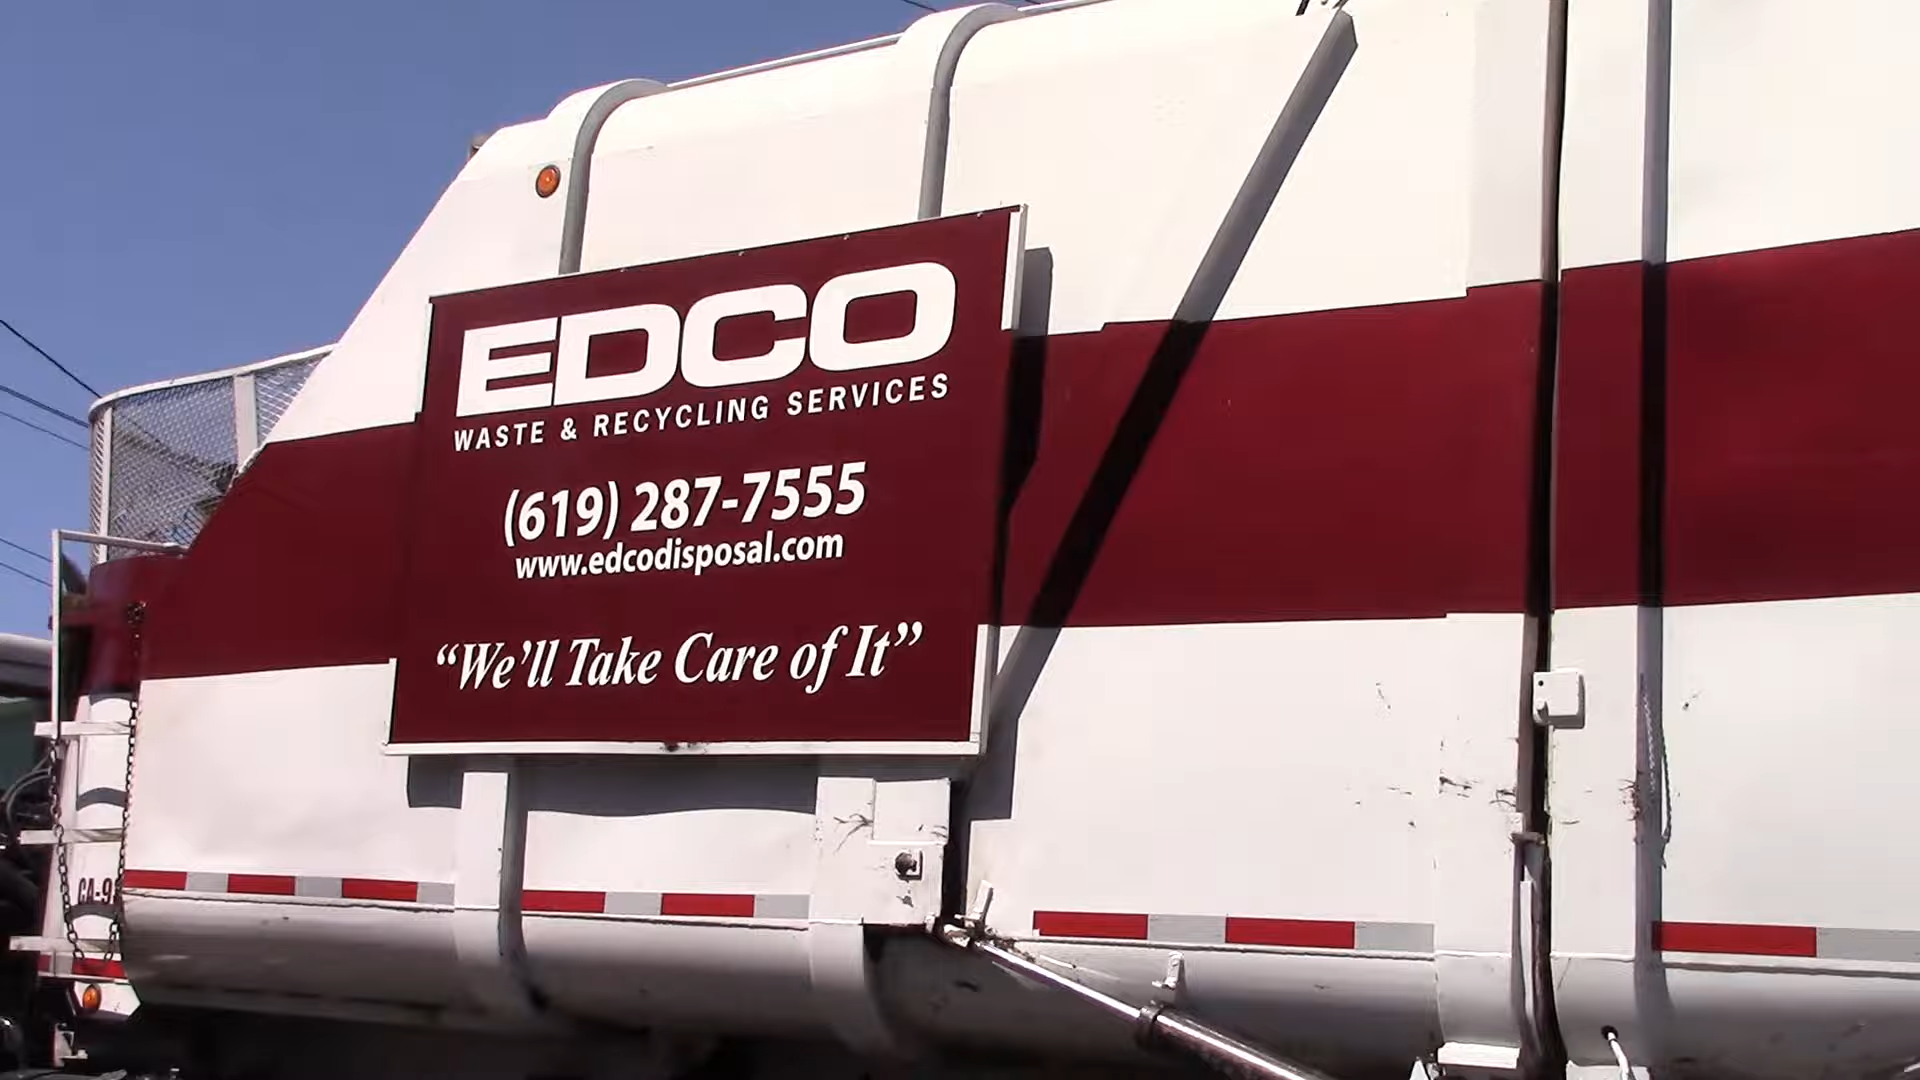 EDCO
WASTE & RECYCLING SERVICES
(619) 287-7555
www.edcodisposal.com
“We’ll Take Care of It”